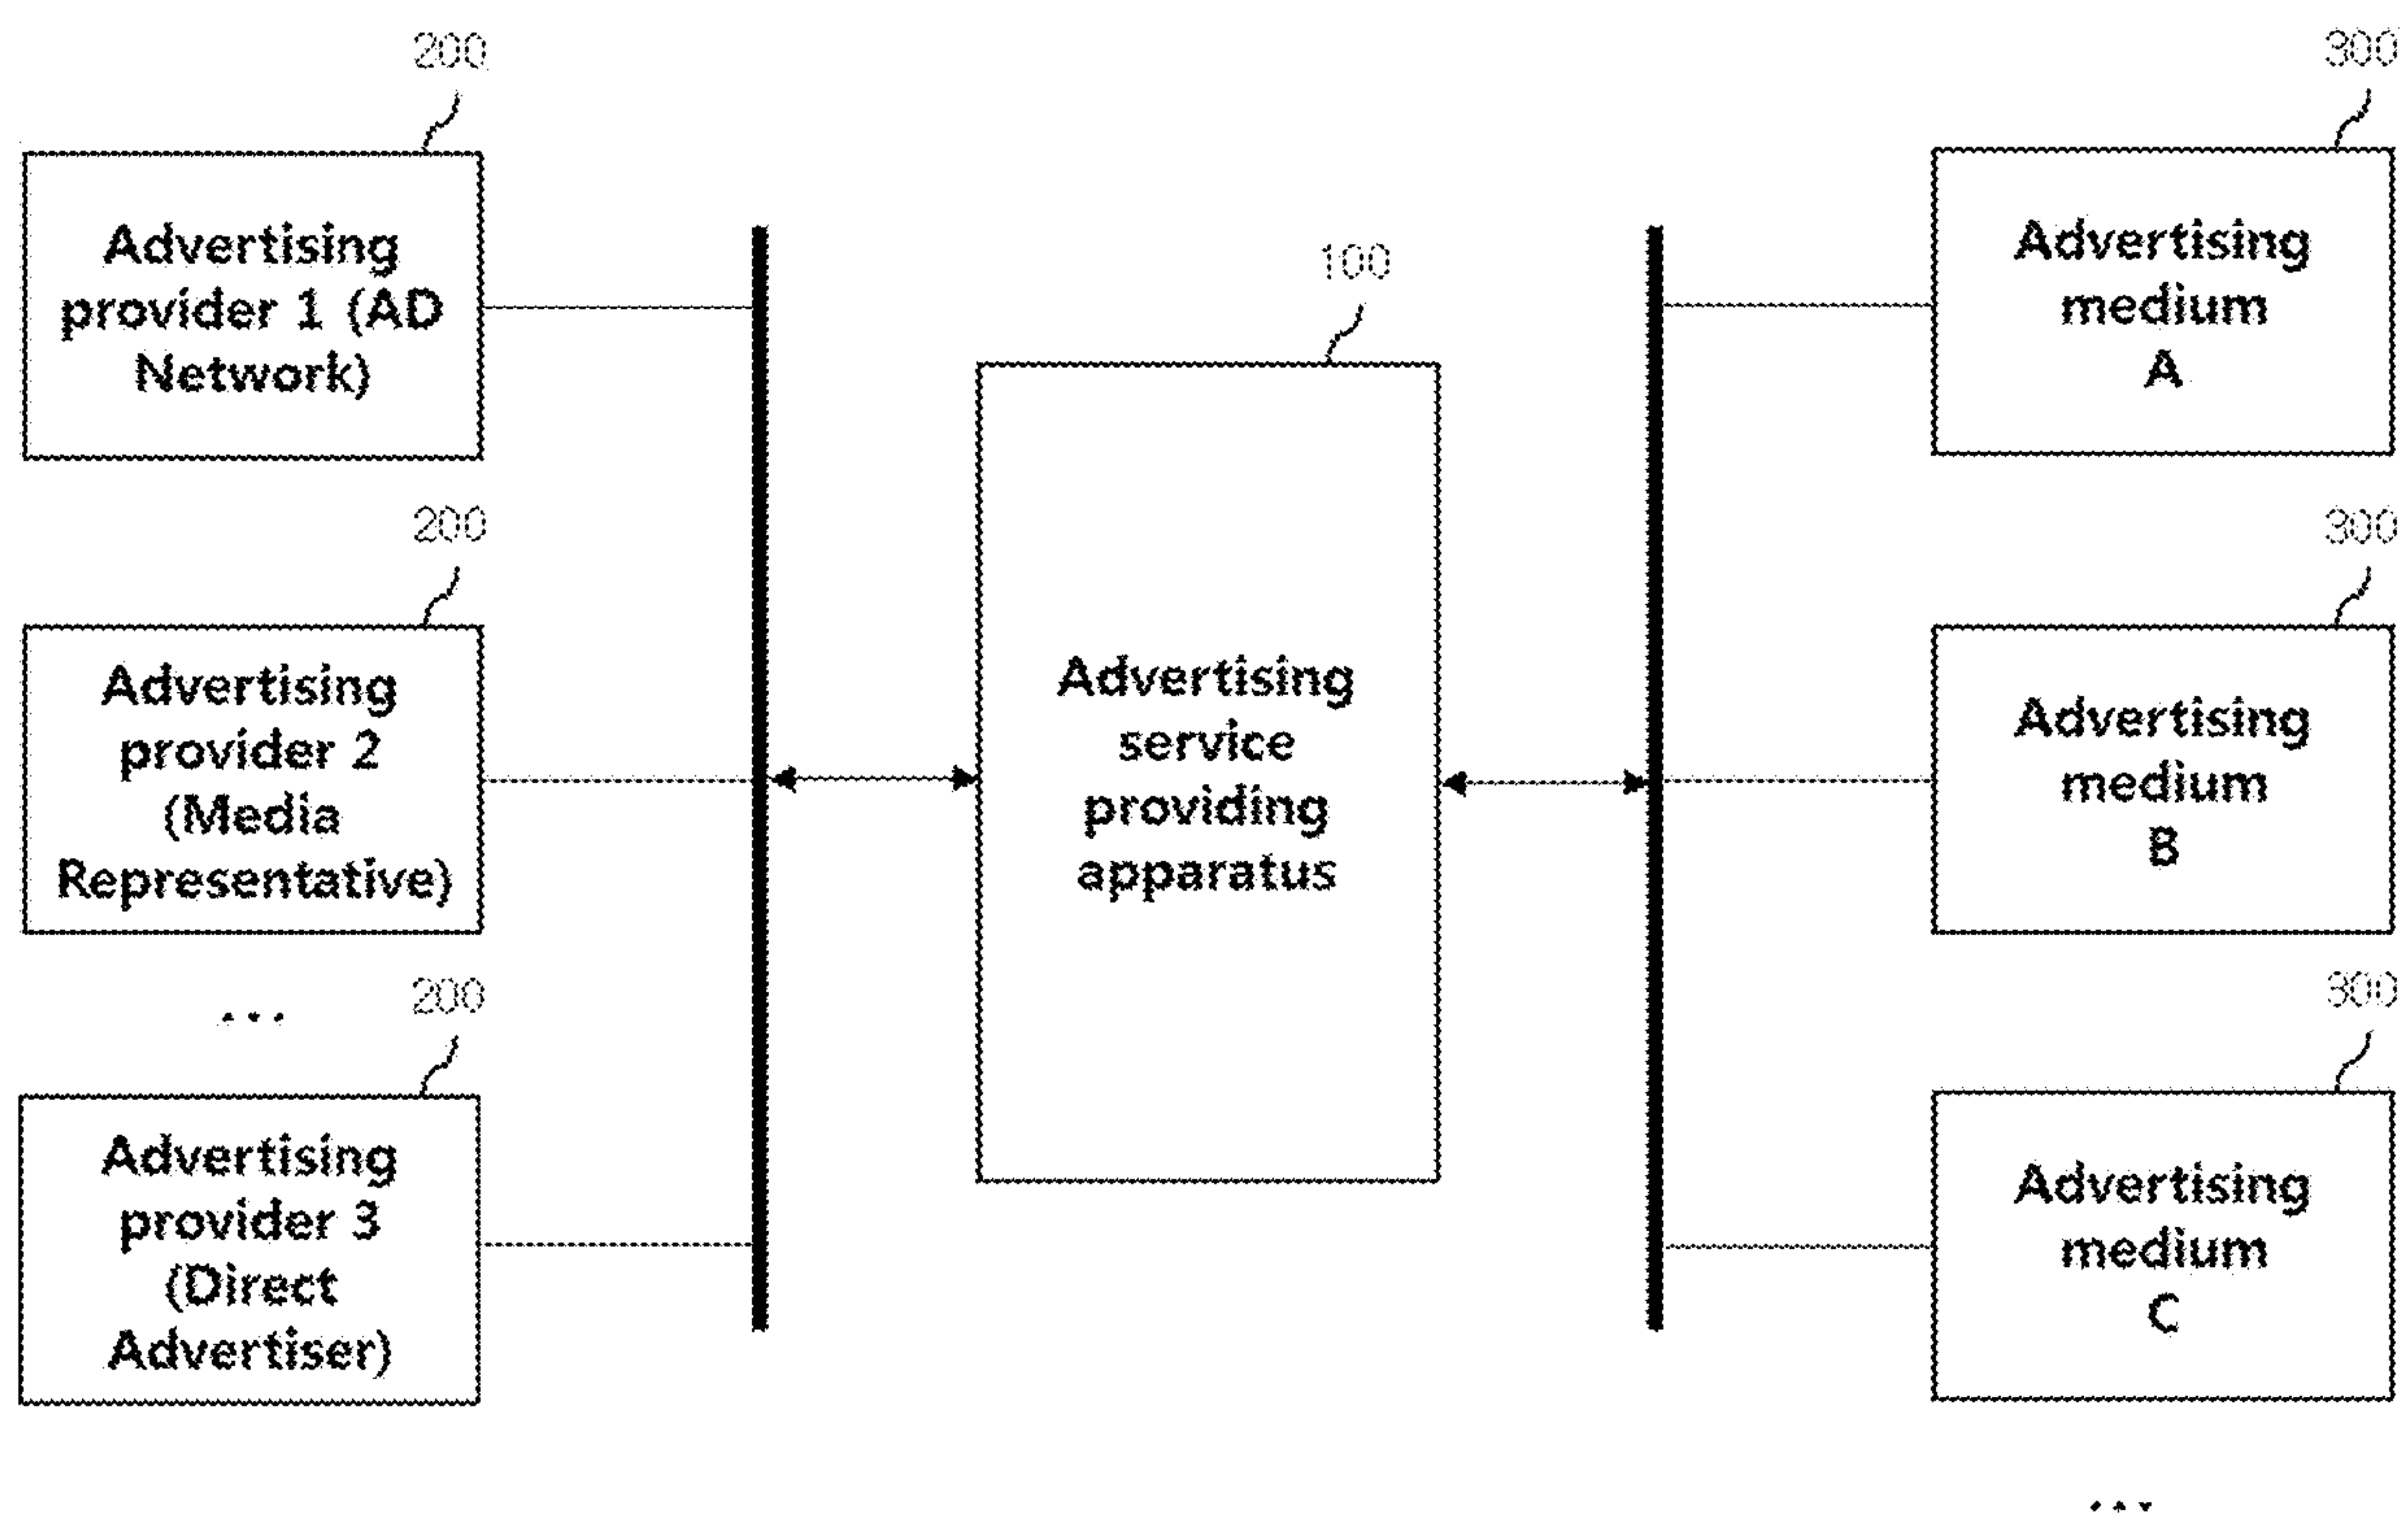 200
Advertising
provider 1 (AD
Network)
200
Advertising
provider 2
(Media
Representative)
...
200
Advertising
provider 3
(Direct
Advertiser)
100
Advertising
service
providing
apparatus
300
Advertising
medium
A
300
Advertising
medium
B
300
Advertising
medium
C
...